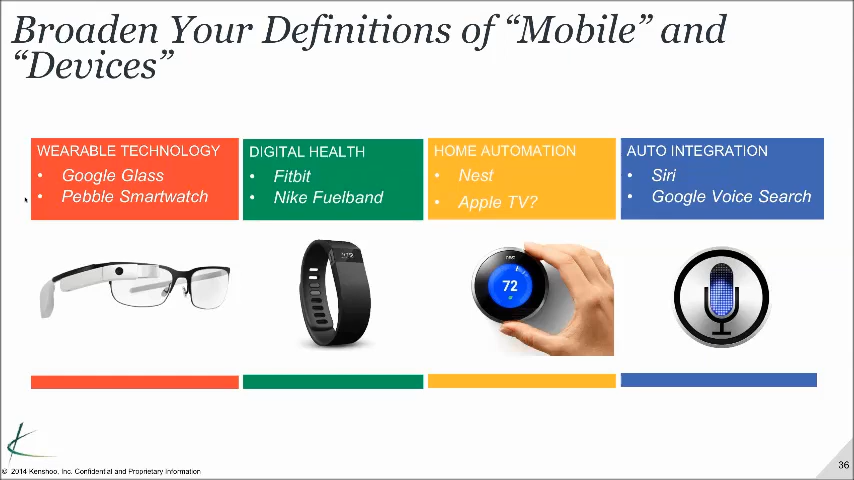 Broaden Your Definitions of “Mobile” and
“Devices”
WEARABLE TECHNOLOGY
• Google Glass
• Pebble Smartwatch
DIGITAL HEALTH
• Fitbit
• Nike Fuelband
HOME AUTOMATION
• Nest
• Apple TV?
AUTO INTEGRATION
• Siri
• Google Voice Search
nest
72
© 2014 Kenshoo, Inc. Confidential and Proprietary Information
36